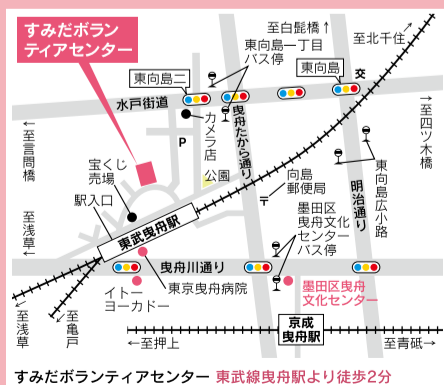 すみだボラン
ティアセンター
至白髭橋↑
至北千住
東向島一丁目
バス停
東向島二
東向島
交
水戸街道
カメラ店
P
曳舟たから通り
↑至言問橋
至四ツ木橋
宝くじ
売場
公園
向島
郵便局
〒
明治通り
東向島広小路
駅入口
東武曳舟駅
墨田区
曳舟文化
センター
バス停
↑至浅草
曳舟川通り
東京曳舟病院
イトー
ヨーカドー
墨田区曳舟
文化センター
至浅草
至亀戸
京成
曳舟駅
←至押上
→至青砥
すみだボランティアセンター 東武線曳舟駅より徒歩2分